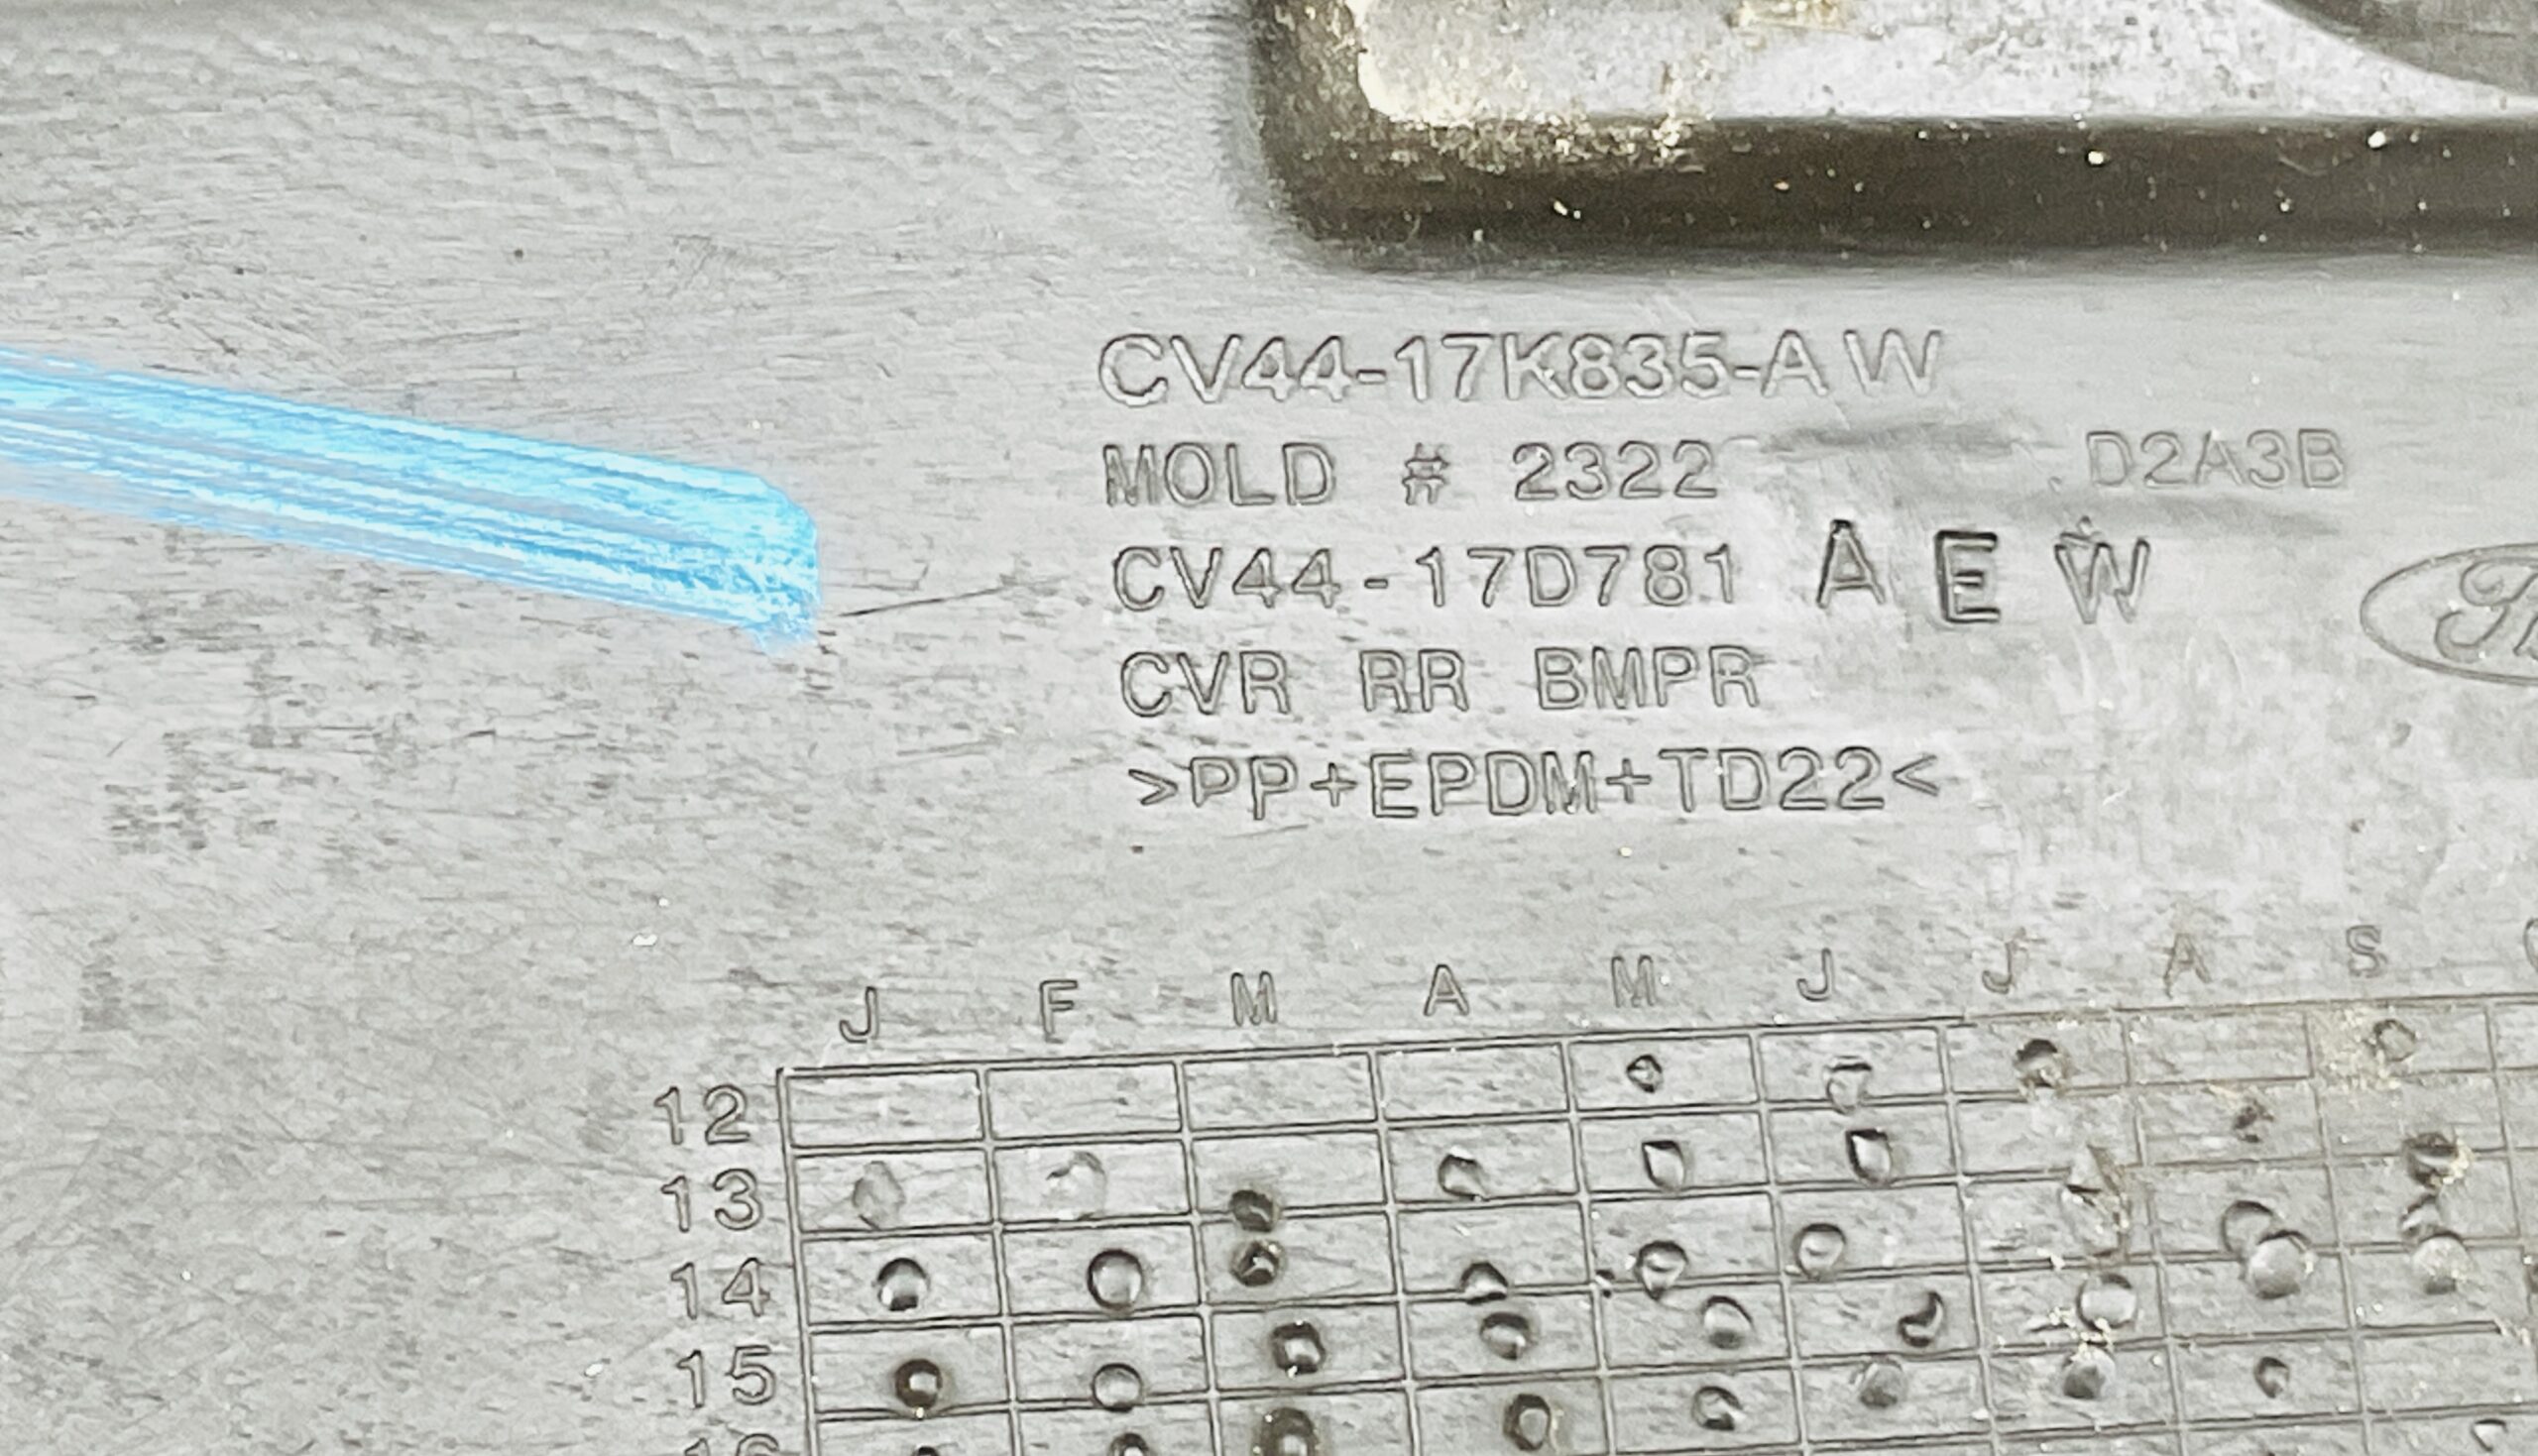 CV44-17K835-AW
MOLD # 2322 D2A3B
CV44-17D781 A E W
CVR RR BMPR
>PP+EPDM+TD22<
J F M A M J J A S
12
13
14
15